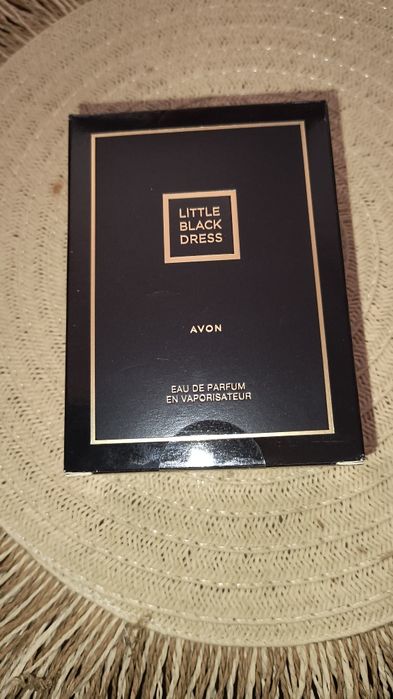 LITTLE
BLACK
DRESS
AVON
EAU DE PARFUM
EN VAPORISATEUR